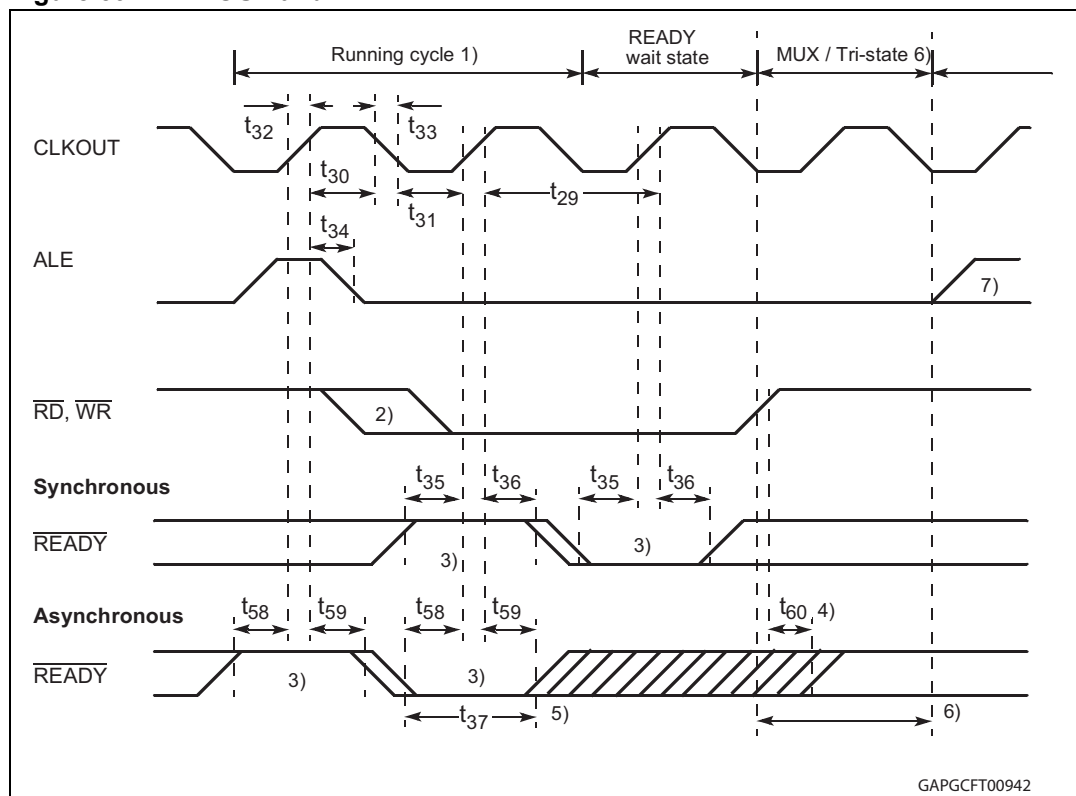 READY
Running cycle 1)
wait state
MUX / Tri-state 6)
t32
t33
CLKOUT
t30
t31
t29
t34
ALE
7)
RD, WR
2)
t35
t36
t35
t36
Synchronous
READY
3)
3)
t58
t59
t58
t59
t60 4)
Asynchronous
READY
3)
3)
t37
5)
6)
GAPGCFT00942